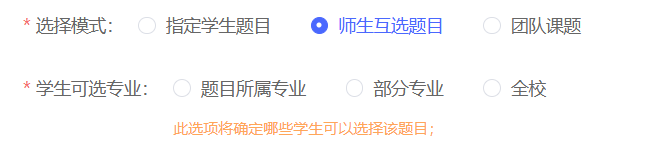 * 选择模式： 指定学生题目 师生互选题目 团队课题
* 学生可选专业： 题目所属专业 部分专业 全校
此选项将确定哪些学生可以选择该题目；